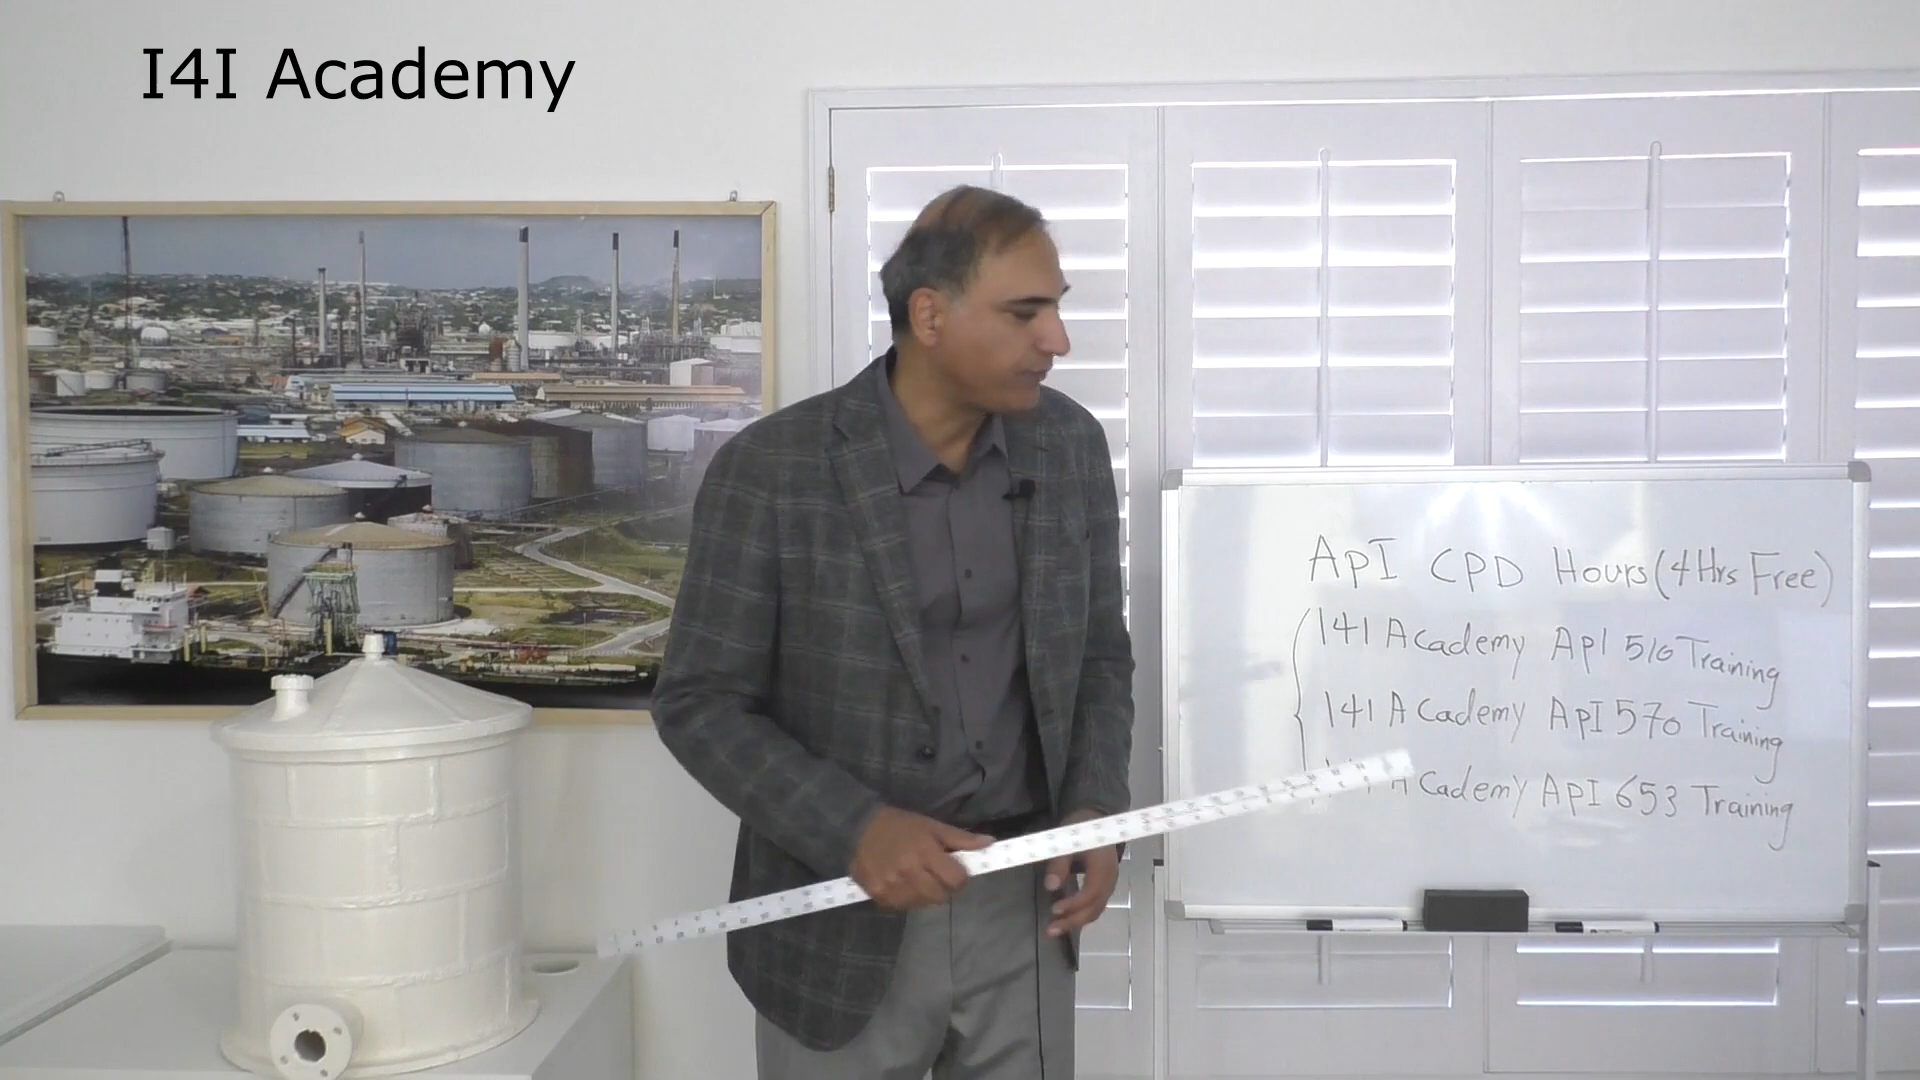 I4I Academy
ApI CPD Hours (4 Hrs Free)
I4I Academy ApI 510 Training
I4I Academy ApI 570 Training
Academy ApI 653 Training